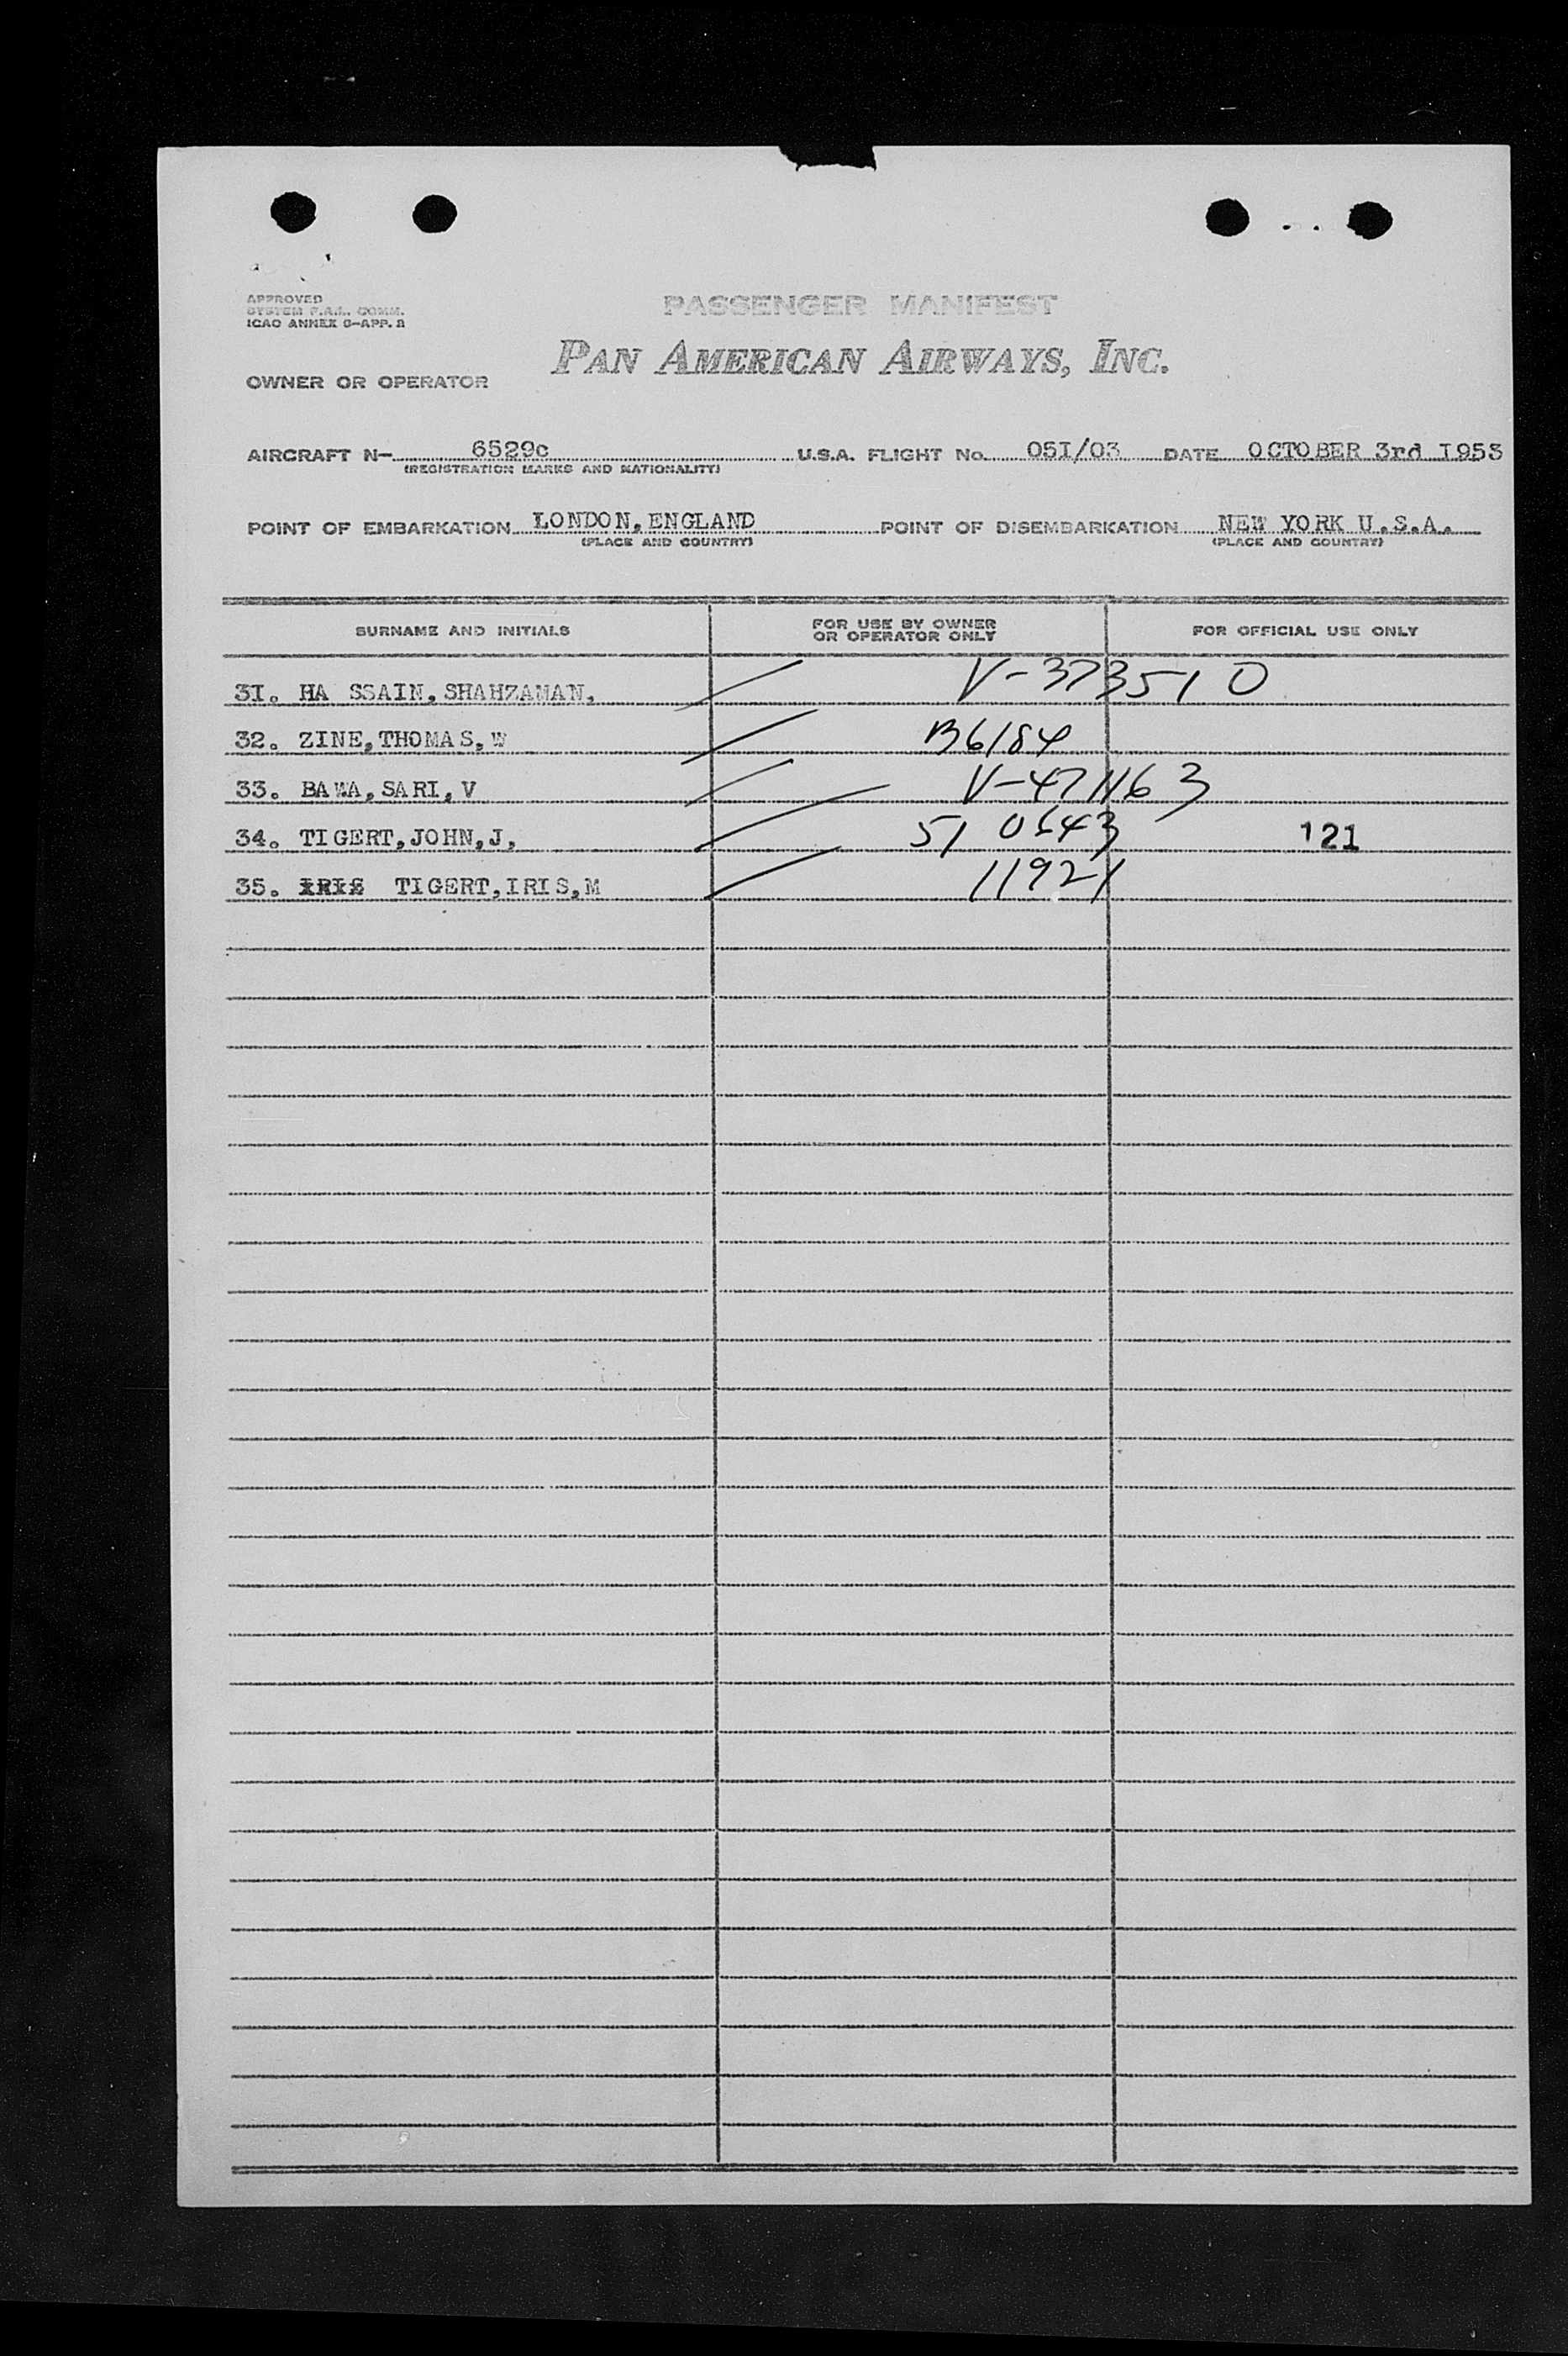 APPROVED
SYSTEM F.A.L. COMM.
ICAO ANNEX 9-APP. 2
PASSENGER MANIFEST
PAN AMERICAN AIRWAYS, INC.
OWNER OR OPERATOR
AIRCRAFT N- 6529c U.S.A. FLIGHT No. 051/03 DATE OCTOBER 3rd 1953
(REGISTRATION MARKS AND NATIONALITY)
POINT OF EMBARKATION LONDON, ENGLAND POINT OF DISEMBARKATION NEW YORK U.S.A.
(PLACE AND COUNTRY) (PLACE AND COUNTRY)
SURNAME AND INITIALS FOR USE BY OWNER OR OPERATOR ONLY FOR OFFICIAL USE ONLY
31. HA SSAIN, SHAHZAMAN, V-373510
32. ZINE, THOMAS, W B6184
33. BAWA, SARI, V V-471163
34. TIGERT, JOHN, J, 51 0643 121
35. IRIS TIGERT, IRIS, M 11921